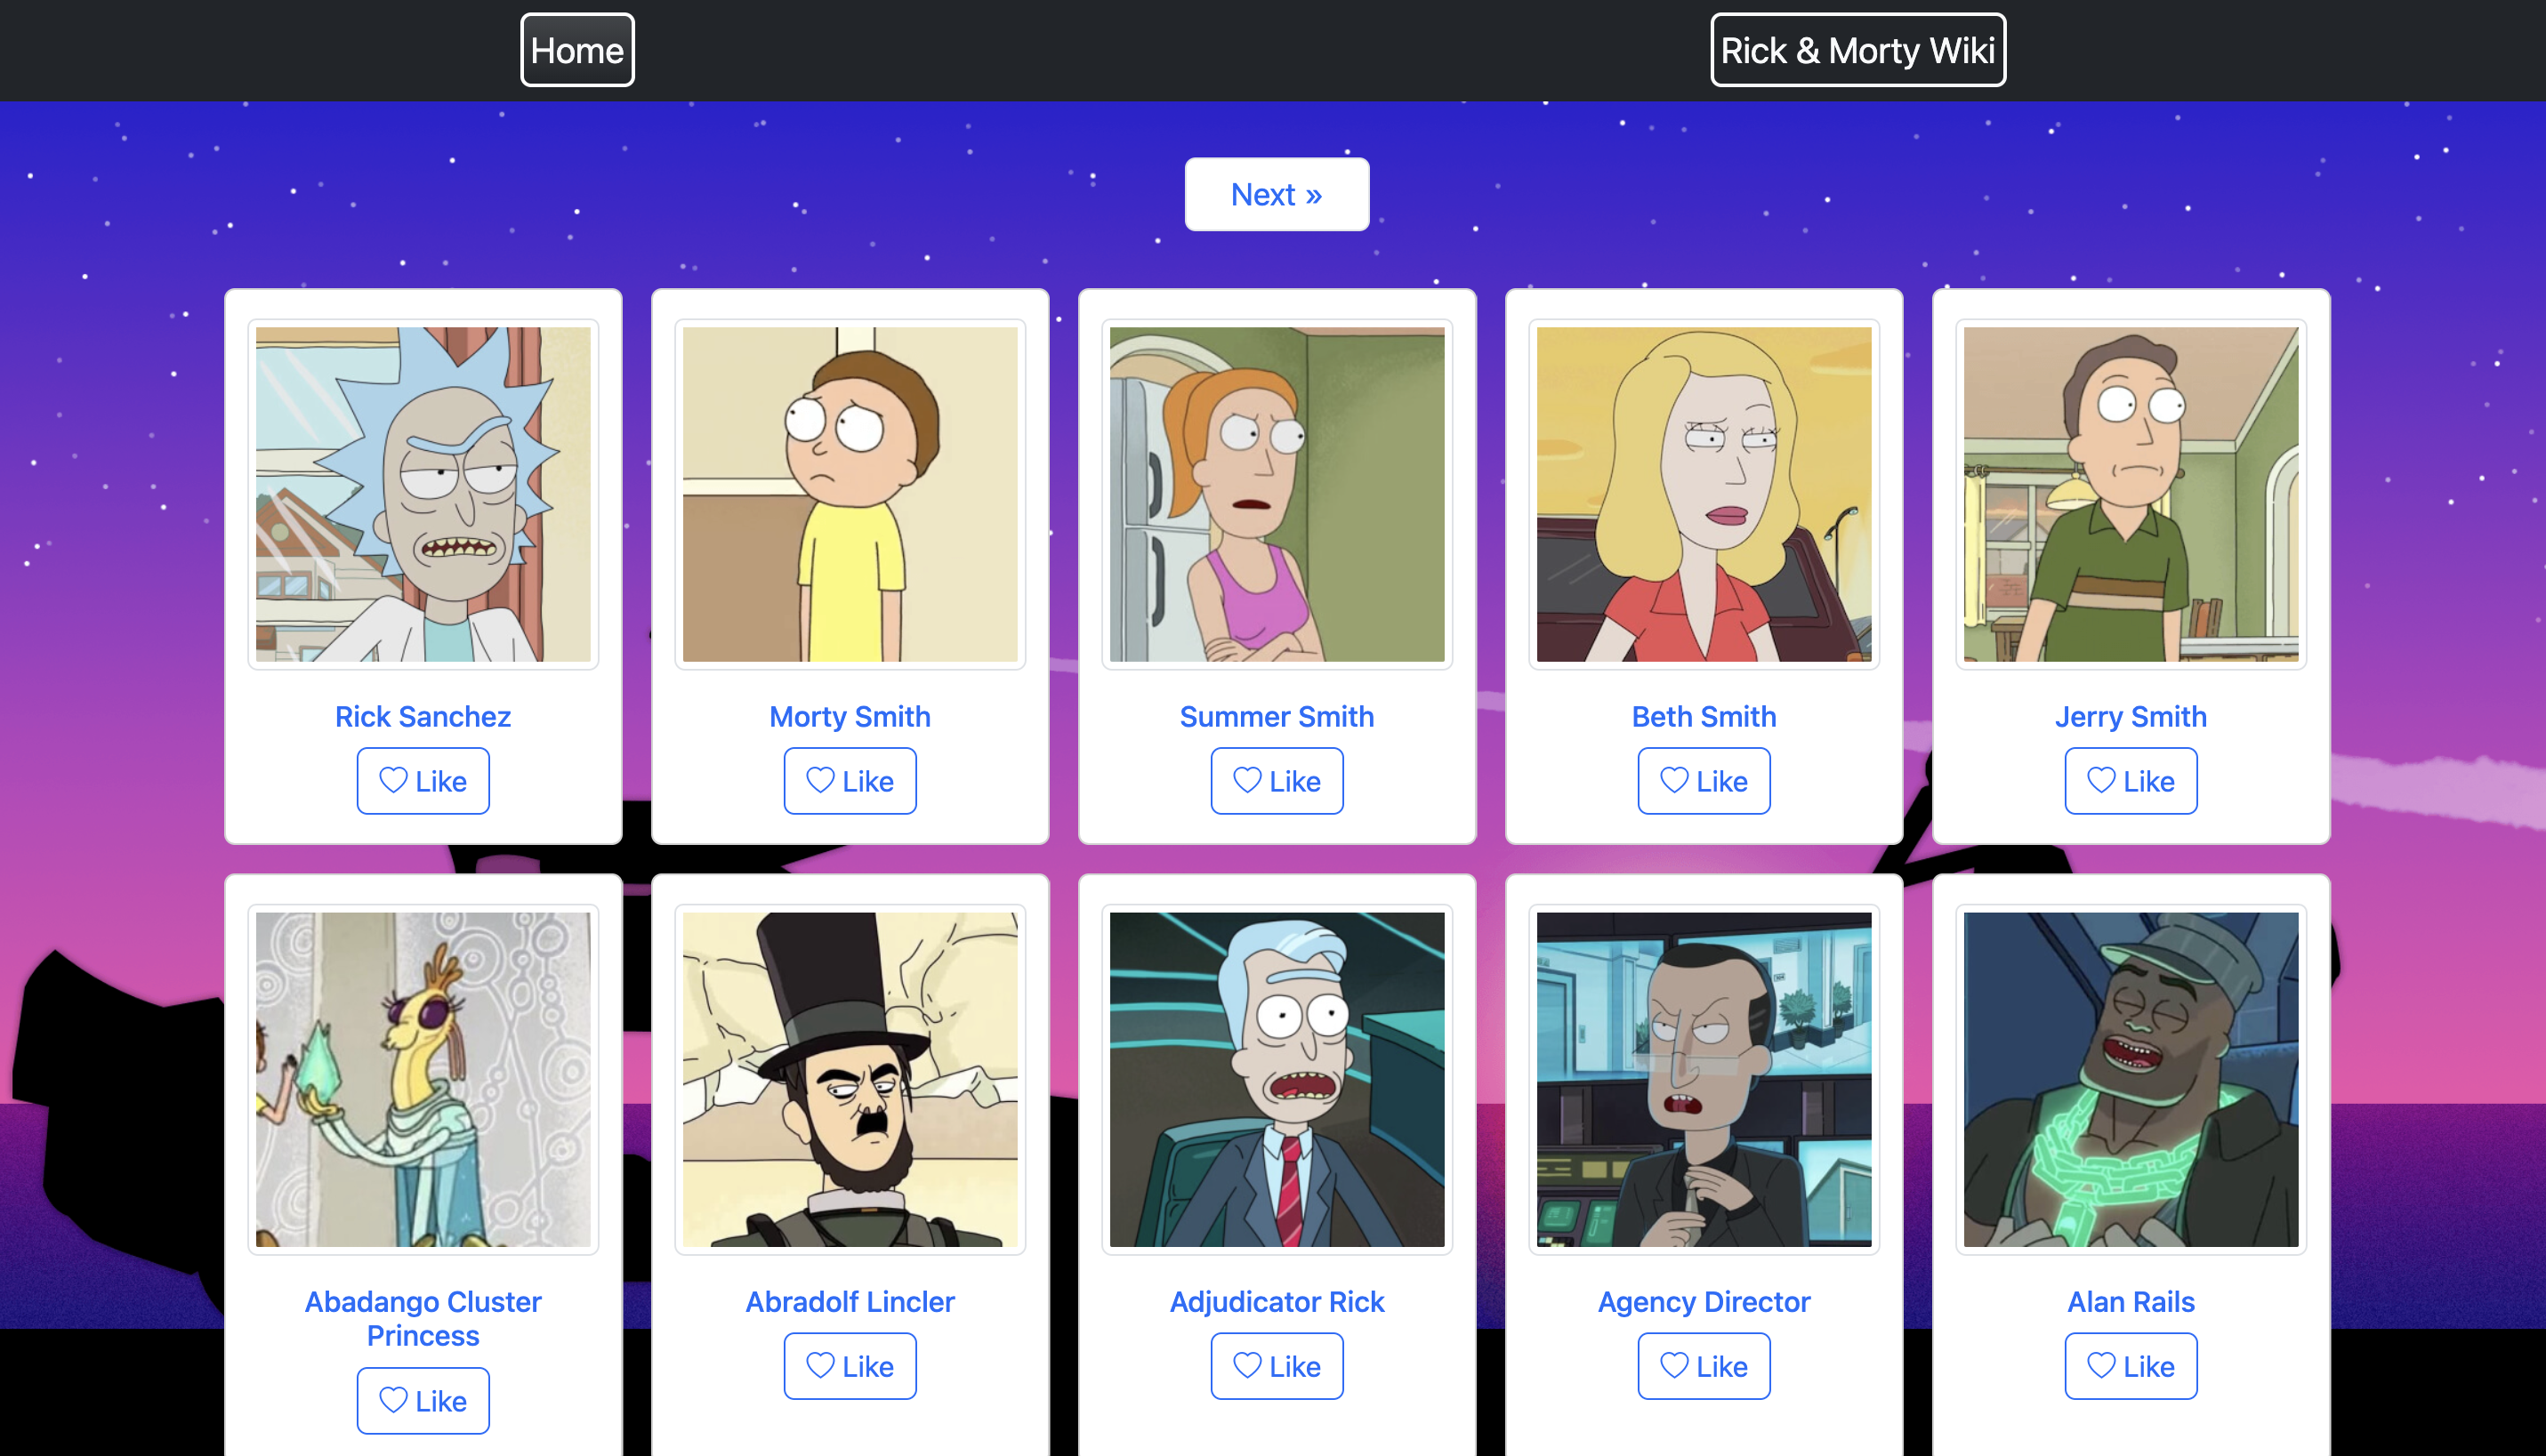 Home
Rick & Morty Wiki
Next »
Rick Sanchez
Like
Morty Smith
Like
Summer Smith
Like
Beth Smith
Like
Jerry Smith
Like
Abadango Cluster
Princess
Like
Abradolf Lincler
Like
Adjudicator Rick
Like
Agency Director
Like
Alan Rails
Like